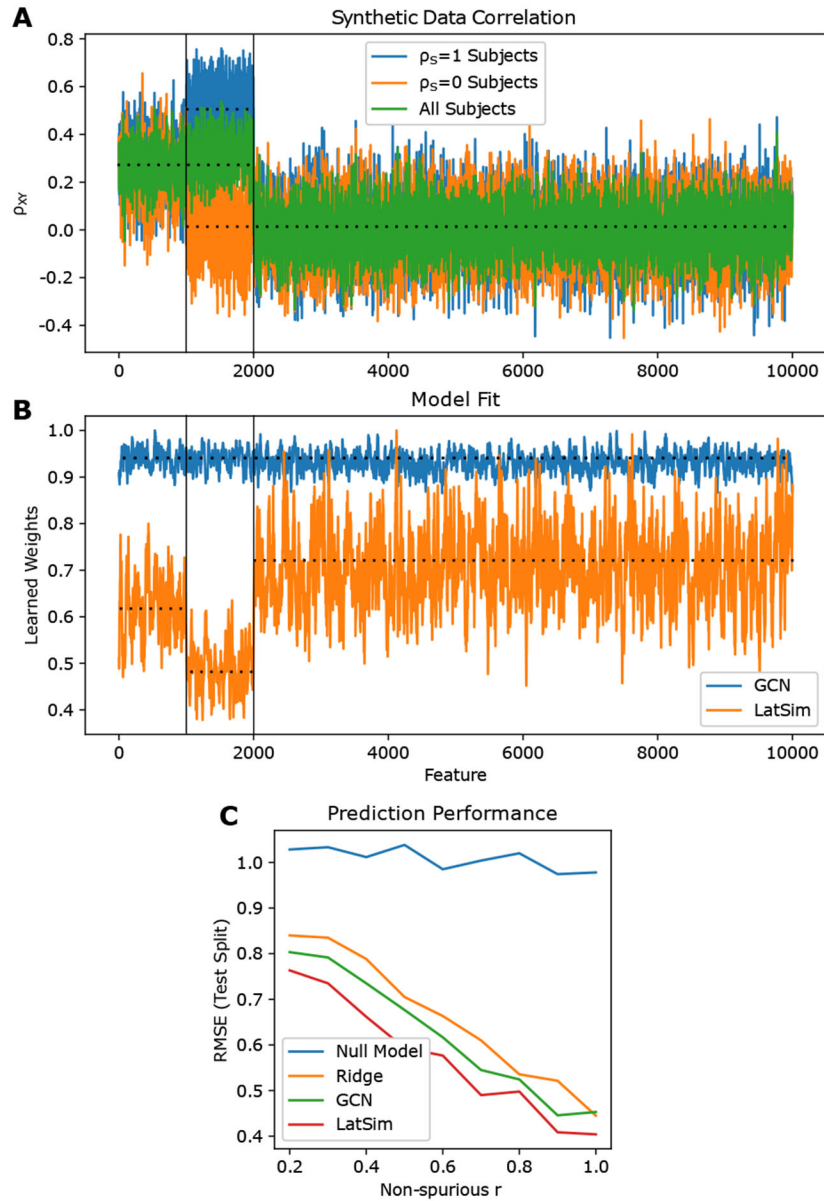 A
Synthetic Data Correlation
0.8
0.6
0.4
0.2
0.0
-0.2
-0.4
ρXY
ρS=1 Subjects
ρS=0 Subjects
All Subjects
0 2000 4000 6000 8000 10000
B
Model Fit
1.0
0.9
0.8
0.7
0.6
0.5
0.4
Learned Weights
GCN
LatSim
0 2000 4000 6000 8000 10000
Feature
C
Prediction Performance
1.0
0.9
0.8
0.7
0.6
0.5
0.4
RMSE (Test Split)
Null Model
Ridge
GCN
LatSim
0.2 0.4 0.6 0.8 1.0
Non-spurious r